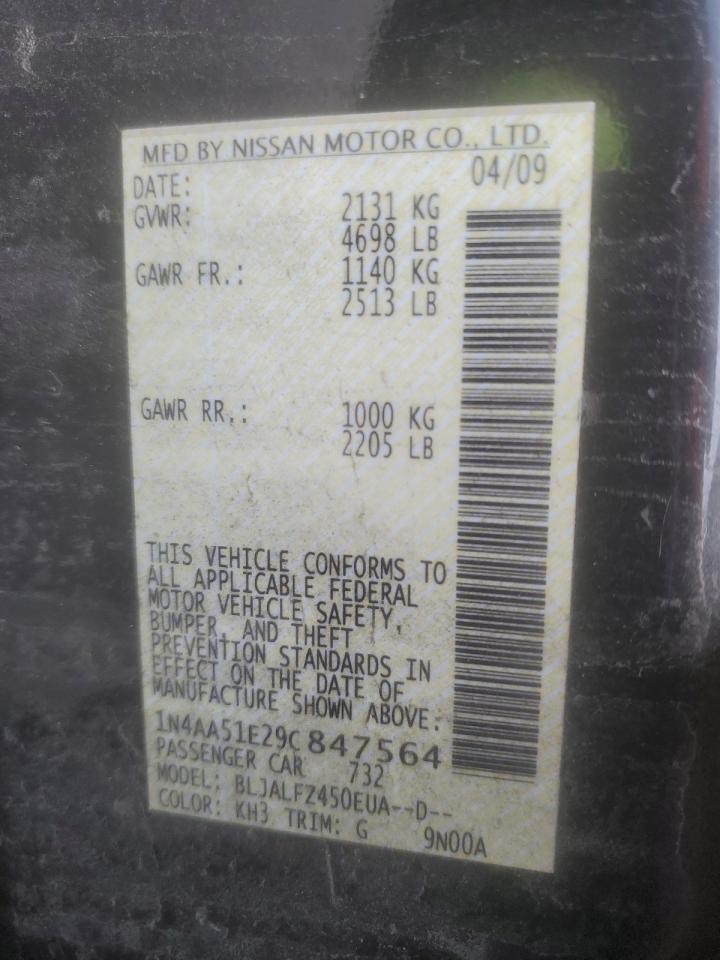 MFD BY NISSAN MOTOR CO., LTD.
DATE: 04/09
GVWR: 2131 KG
4698 LB
GAWR FR.: 1140 KG
2513 LB
GAWR RR.: 1000 KG
2205 LB
THIS VEHICLE CONFORMS TO
ALL APPLICABLE FEDERAL
MOTOR VEHICLE SAFETY,
BUMPER, AND THEFT
PREVENTION STANDARDS IN
EFFECT ON THE DATE OF
MANUFACTURE SHOWN ABOVE:
1N4AA51E29C847564
PASSENGER CAR 732
MODEL: BLJALFZ450EUA--D--
COLOR: KH3 TRIM: G 9N00A